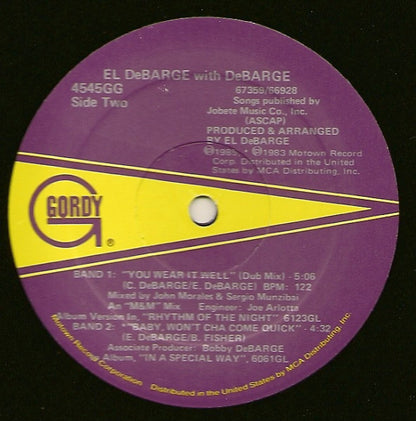 EL DeBARGE with DeBARGE
4545GG
Side Two
67359/66928
Songs published by
Jobete Music Co., Inc.
(ASCAP)
PRODUCED & ARRANGED
BY EL DeBARGE
Ⓟ1985, ©1983 Motown Record
Corp. Distributed in the United
States by MCA Distributing.
GORDY
®
BAND 1: "YOU WEAR IT WELL" (Dub Mix) - 5:06
(C. DeBARGE/E. DeBARGE) BPM: 122
Mixed by John Morales & Sergio Munzibai
An "M&M" Mix Engineer: Joe Arlotta
Album Version In, "RHYTHM OF THE NIGHT" 6123GL
BAND 2: *"BABY, WON'T CHA COME QUICK" - 4:32
(E. DeBARGE/B. FISHER)
Associate Producer: Bobby DeBARGE
Album, "IN A SPECIAL WAY", 6061GL
Motown Record Corporation Distributed in the United States by MCA Distributing, Inc.